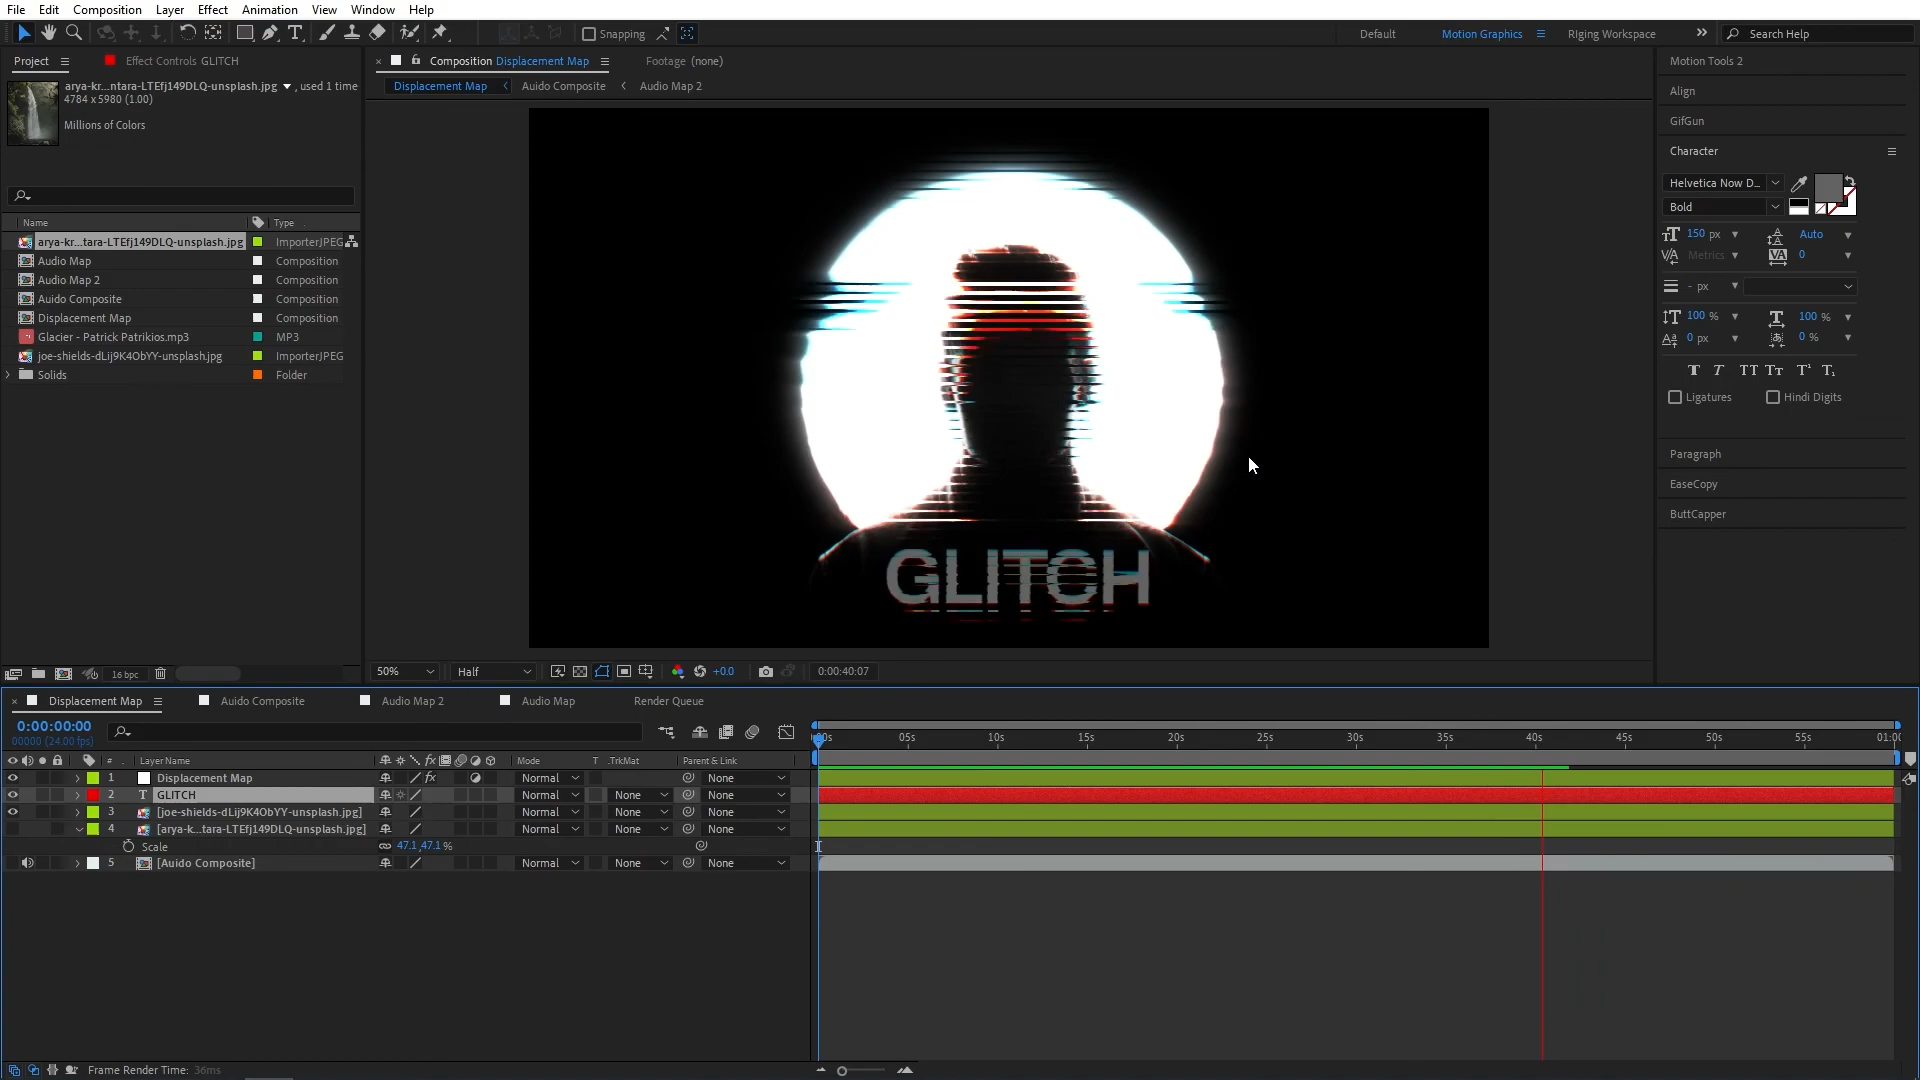 File Edit Composition Layer Effect Animation View Window Help
Snapping
Default Motion Graphics Riging Workspace Search Help
Project Effect Controls GLITCH
arya-kr...ntara-LTEfj149DLQ-unsplash.jpg , used 1 time
4784 x 5980 (1.00)
Millions of Colors
Name Type
arya-kr...tara-LTEfj149DLQ-unsplash.jpg ImporterJPEG
Audio Map Composition
Audio Map 2 Composition
Auido Composite Composition
Displacement Map Composition
Glacier - Patrick Patrikios.mp3 MP3
joe-shields-dLij9K4ObYY-unsplash.jpg ImporterJPEG
Solids Folder
16 bpc
Composition Displacement Map Footage (none)
Displacement Map Auido Composite Audio Map 2
GLITCH
50% Half +0.0 0:00:40:07
Motion Tools 2
Align
GifGun
Character
Helvetica Now D...
Bold
150 px Auto
Metrics 0
- px
100 % 100 %
0 px 0 %
T T TT Tt T¹ T₁
Ligatures Hindi Digits
Paragraph
EaseCopy
ButtCapper
Displacement Map Auido Composite Audio Map 2 Audio Map Render Queue
0:00:00:00
00000 (24.00 fps)
:00s 05s 10s 15s 20s 25s 30s 35s 40s 45s 50s 55s 01:00
# Layer Name fx Mode T .TrkMat Parent & Link
1 Displacement Map fx Normal None
2 T GLITCH Normal None None
3 [joe-shields-dLij9K4ObYY-unsplash.jpg] Normal None None
4 [arya-k...tara-LTEfj149DLQ-unsplash.jpg] Normal None None
Scale 47.1,47.1 %
5 [Auido Composite] Normal None None
Frame Render Time: 36ms